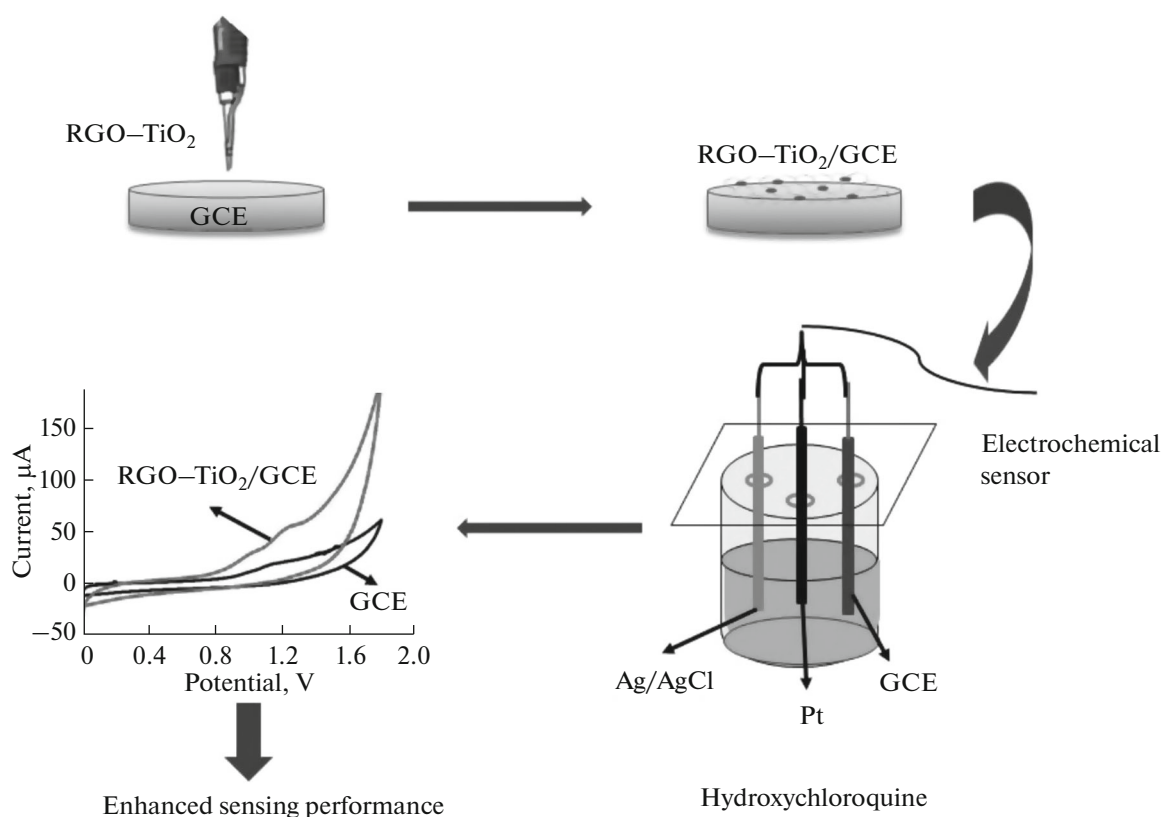 RGO–TiO₂
GCE
RGO–TiO₂/GCE
Electrochemical
sensor
Ag/AgCl
Pt
GCE
Hydroxychloroquine
Current, μA
150
100
50
0
–50
RGO–TiO₂/GCE
GCE
0 0.4 0.8 1.2 1.6 2.0
Potential, V
Enhanced sensing performance